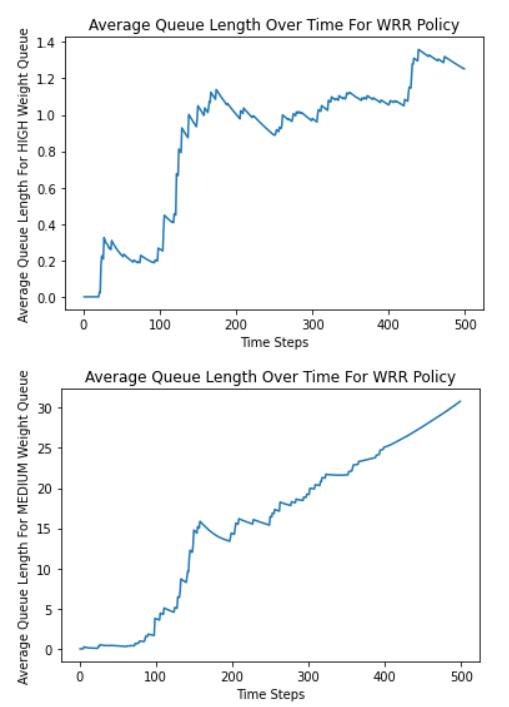 Average Queue Length Over Time For WRR Policy
Average Queue Length For HIGH Weight Queue
1.4
1.2
1.0
0.8
0.6
0.4
0.2
0.0
0 100 200 300 400 500
Time Steps
Average Queue Length Over Time For WRR Policy
Average Queue Length For MEDIUM Weight Queue
30
25
20
15
10
5
0
0 100 200 300 400 500
Time Steps